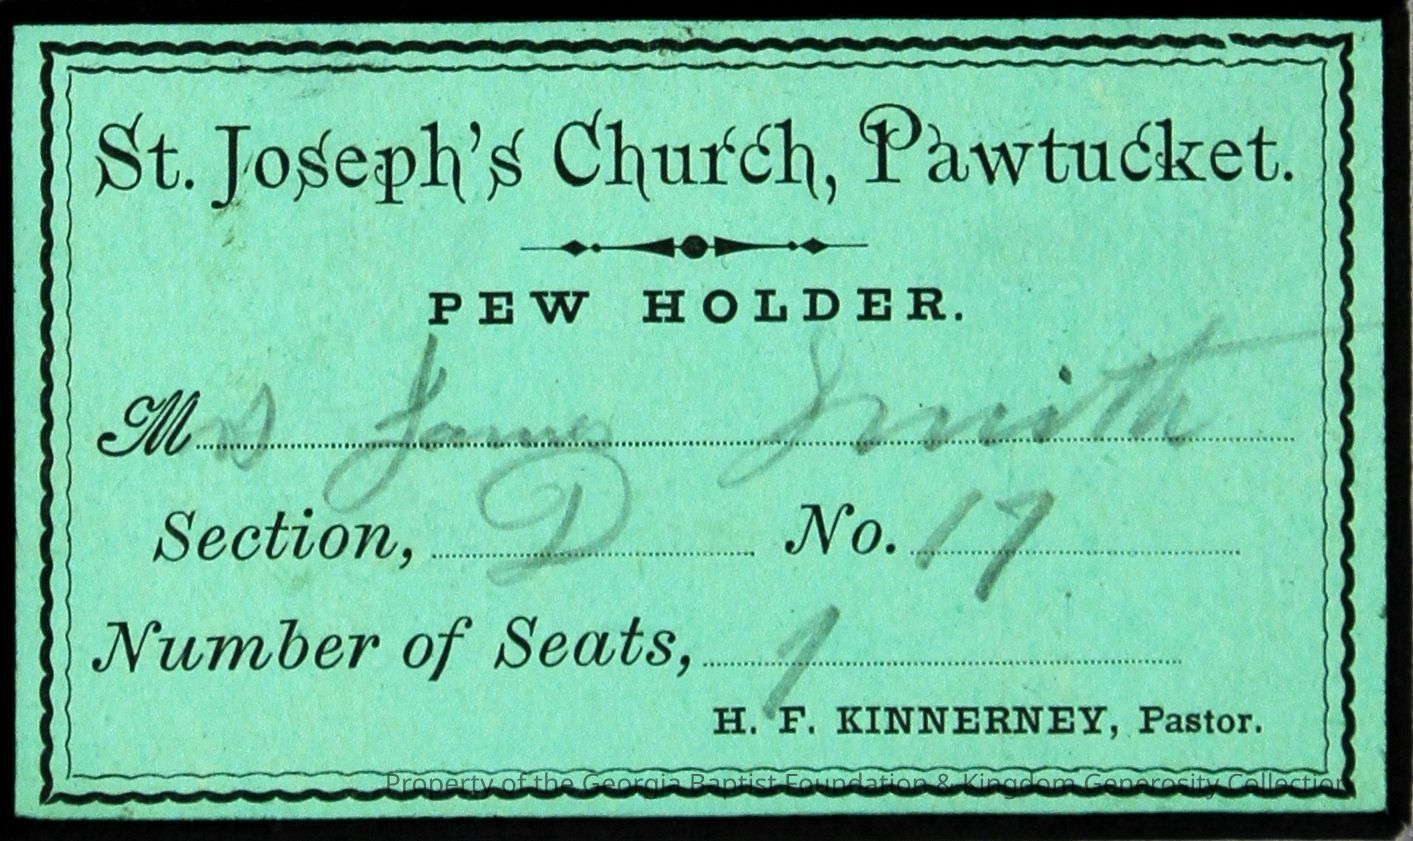 St. Joseph's Church, Pawtucket.
PEW HOLDER.
Mrs James Smith
Section, D No. 17
Number of Seats, 1
H. F. KINNERNEY, Pastor.
Property of the Georgia Baptist Foundation & Kingdom Generosity Collection